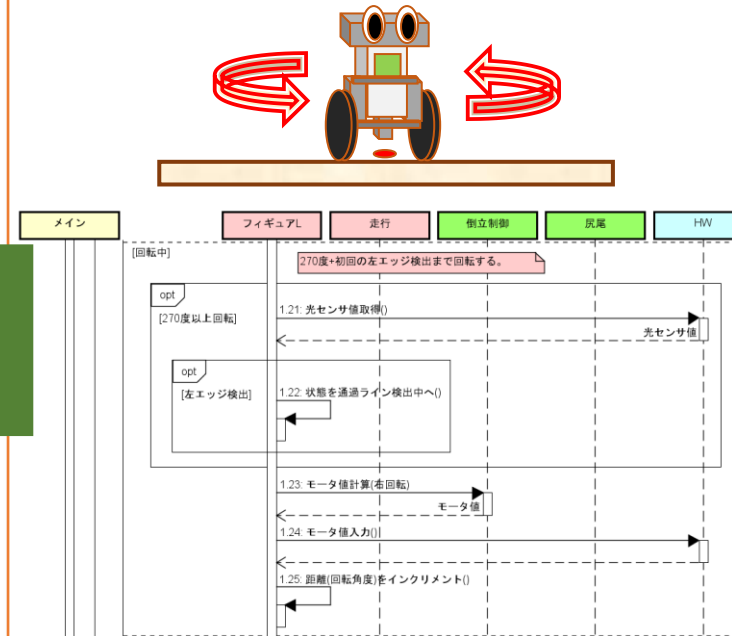 メイン
フィギュアL
走行
倒立制御
尻尾
HW
[回転中]
270度+初回の左エッジ検出まで回転する。
opt
[270度以上回転]
1.21: 光センサ値取得()
光センサ値
opt
[左エッジ検出]
1.22: 状態を通過ライン検出中へ()
1.23: モータ値計算(右回転)
モータ値
1.24: モータ値入力()
1.25: 距離(回転角度)をインクリメント()